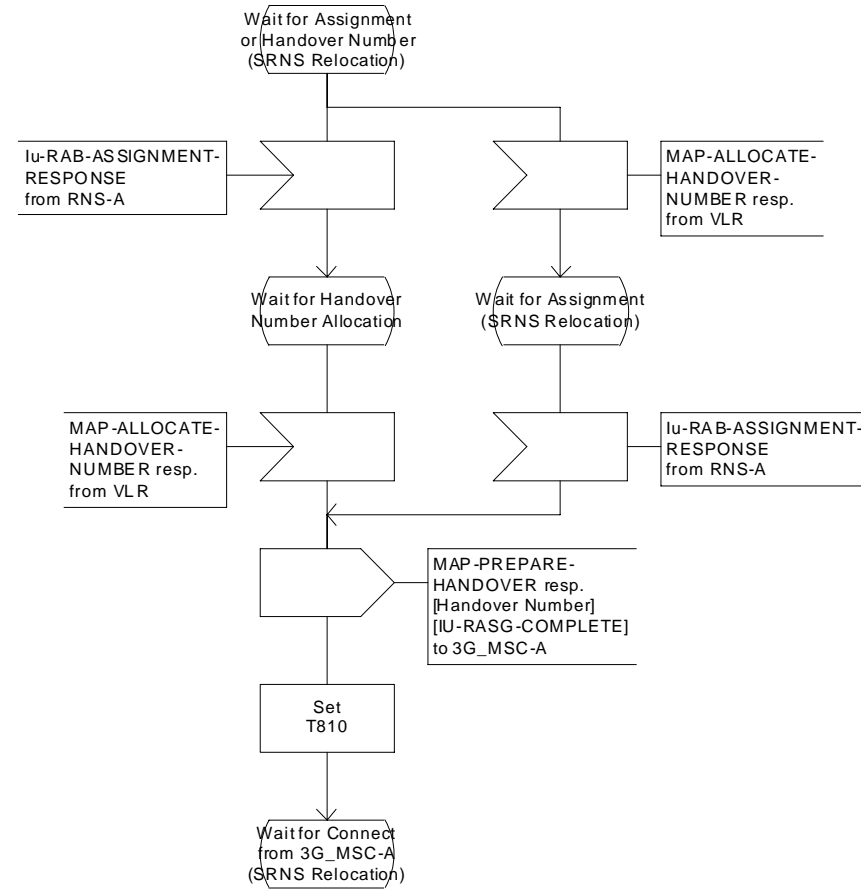 Wait for Assignment
or Handover Number
(SRNS Relocation)
Iu-RAB-ASSIGNMENT-
RESPONSE
from RNS-A
MAP-ALLOCATE-
HANDOVER-
NUMBER resp.
from VLR
Wait for Handover
Number Allocation
Wait for Assignment
(SRNS Relocation)
MAP-ALLOCATE-
HANDOVER-
NUMBER resp.
from VLR
Iu-RAB-ASSIGNMENT-
RESPONSE
from RNS-A
MAP-PREPARE-
HANDOVER resp.
[Handover Number]
[IU-RASG-COMPLETE]
to 3G_MSC-A
Set
T810
Wait for Connect
from 3G_MSC-A
(SRNS Relocation)